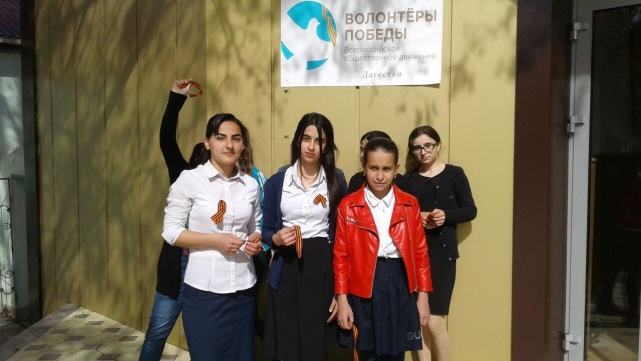 ВОЛОНТЁРЫ
ПОБЕДЫ
Всероссийское
общественное движение
Дагестан